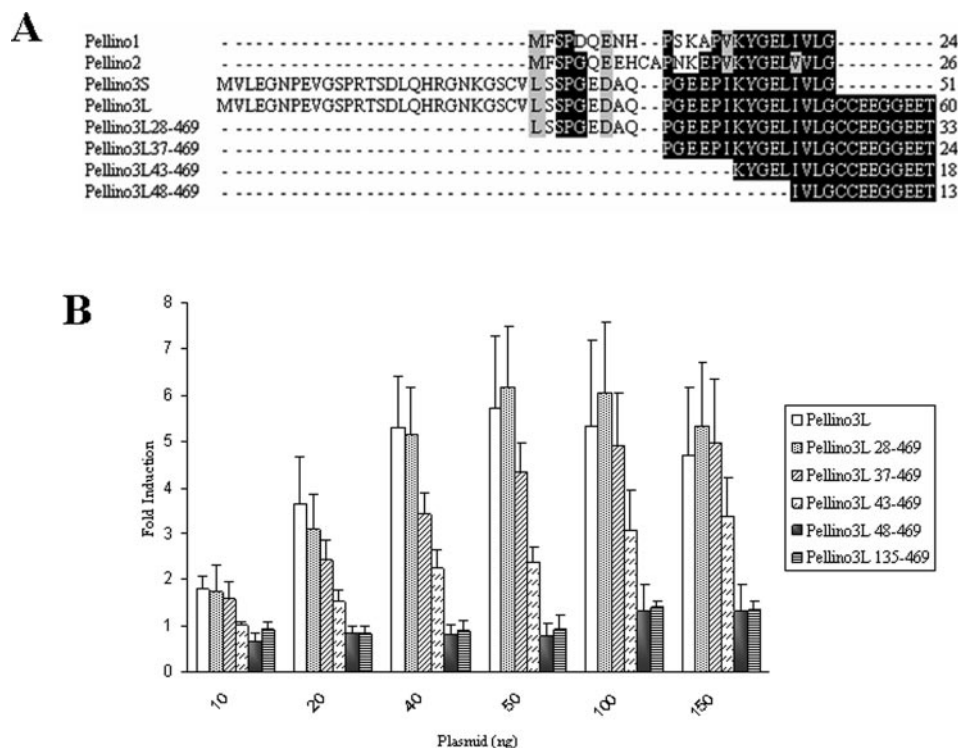 A
Pellino1 - - - - - - - - - - - - - - - - - - - - - - - - - - - - - - - - - - - MFSPDQENH - - PSKAPVKYGELIVLG - - - - - - - - - 24
Pellino2 - - - - - - - - - - - - - - - - - - - - - - - - - - - - - - - - - - - MFSPGQEEHCAPNKEPVKYGELVVLG - - - - - - - - - 26
Pellino3S MVLEGNPEVGSPRTSDLQHRGNKGSCVLSSPGEDAQ - - PGEEPIKYGELIVLG - - - - - - - - - 51
Pellino3L MVLEGNPEVGSPRTSDLQHRGNKGSCVLSSPGEDAQ - - PGEEPIKYGELIVLGCCEEGGEET 60
Pellino3L28-469 - - - - - - - - - - - - - - - - - - - - - - - - - - - LSSPGEDAQ - - PGEEPIKYGELIVLGCCEEGGEET 33
Pellino3L37-469 - - - - - - - - - - - - - - - - - - - - - - - - - - - - - - - - - - - - - - PGEEPIKYGELIVLGCCEEGGEET 24
Pellino3L43-469 - - - - - - - - - - - - - - - - - - - - - - - - - - - - - - - - - - - - - - - - - - - - KYGELIVLGCCEEGGEET 18
Pellino3L48-469 - - - - - - - - - - - - - - - - - - - - - - - - - - - - - - - - - - - - - - - - - - - - - - - - - IVLGCCEEGGEET 13
B
8
7
6
5
4
3
2
1
0
Fold Induction
10 20 40 50 100 150
Plasmid (ng)
Pellino3L
Pellino3L 28-469
Pellino3L 37-469
Pellino3L 43-469
Pellino3L 48-469
Pellino3L 135-469